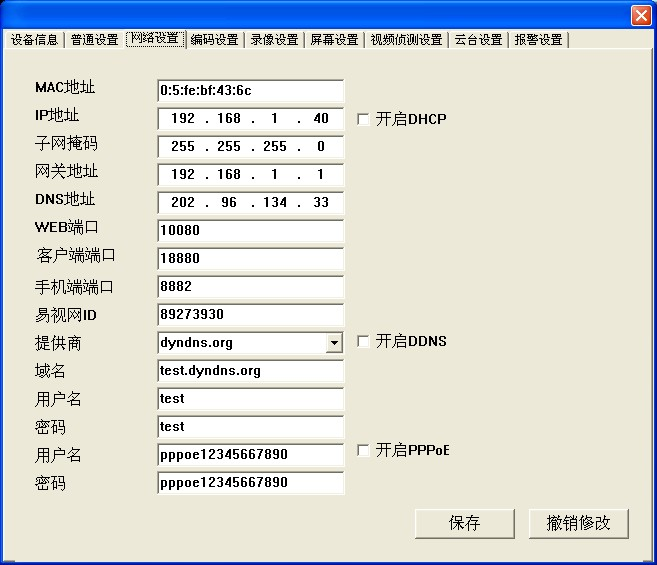 设备信息 普通设置 网络设置 编码设置 录像设置 屏幕设置 视频侦测设置 云台设置 报警设置
MAC地址 0:5:fe:bf:43:6c
IP地址 192 . 168 . 1 . 40 开启DHCP
子网掩码 255 . 255 . 255 . 0
网关地址 192 . 168 . 1 . 1
DNS地址 202 . 96 . 134 . 33
WEB端口 10080
客户端端口 18880
手机端端口 8882
易视网ID 89273930
提供商 dyndns.org 开启DDNS
域名 test.dyndns.org
用户名 test
密码 test
用户名 pppoe12345667890 开启PPPoE
密码 pppoe12345667890
保存 撤销修改